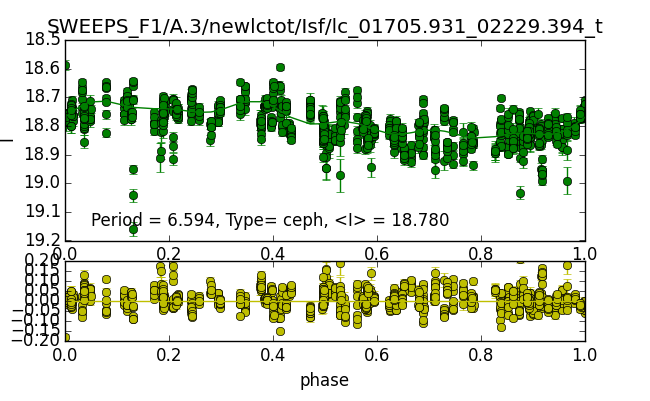 SWEEPS_F1/A.3/newlctot/Isf/lc_01705.931_02229.394_t
18.5
18.6
18.7
18.8
18.9
19.0
19.1
19.2
I
Period = 6.594, Type= ceph, <I> = 18.780
0.0 0.2 0.4 0.6 0.8 1.0
0.20
0.15
0.10
0.05
0.00
−0.05
−0.10
−0.15
−0.20
0.0 0.2 0.4 0.6 0.8 1.0
phase